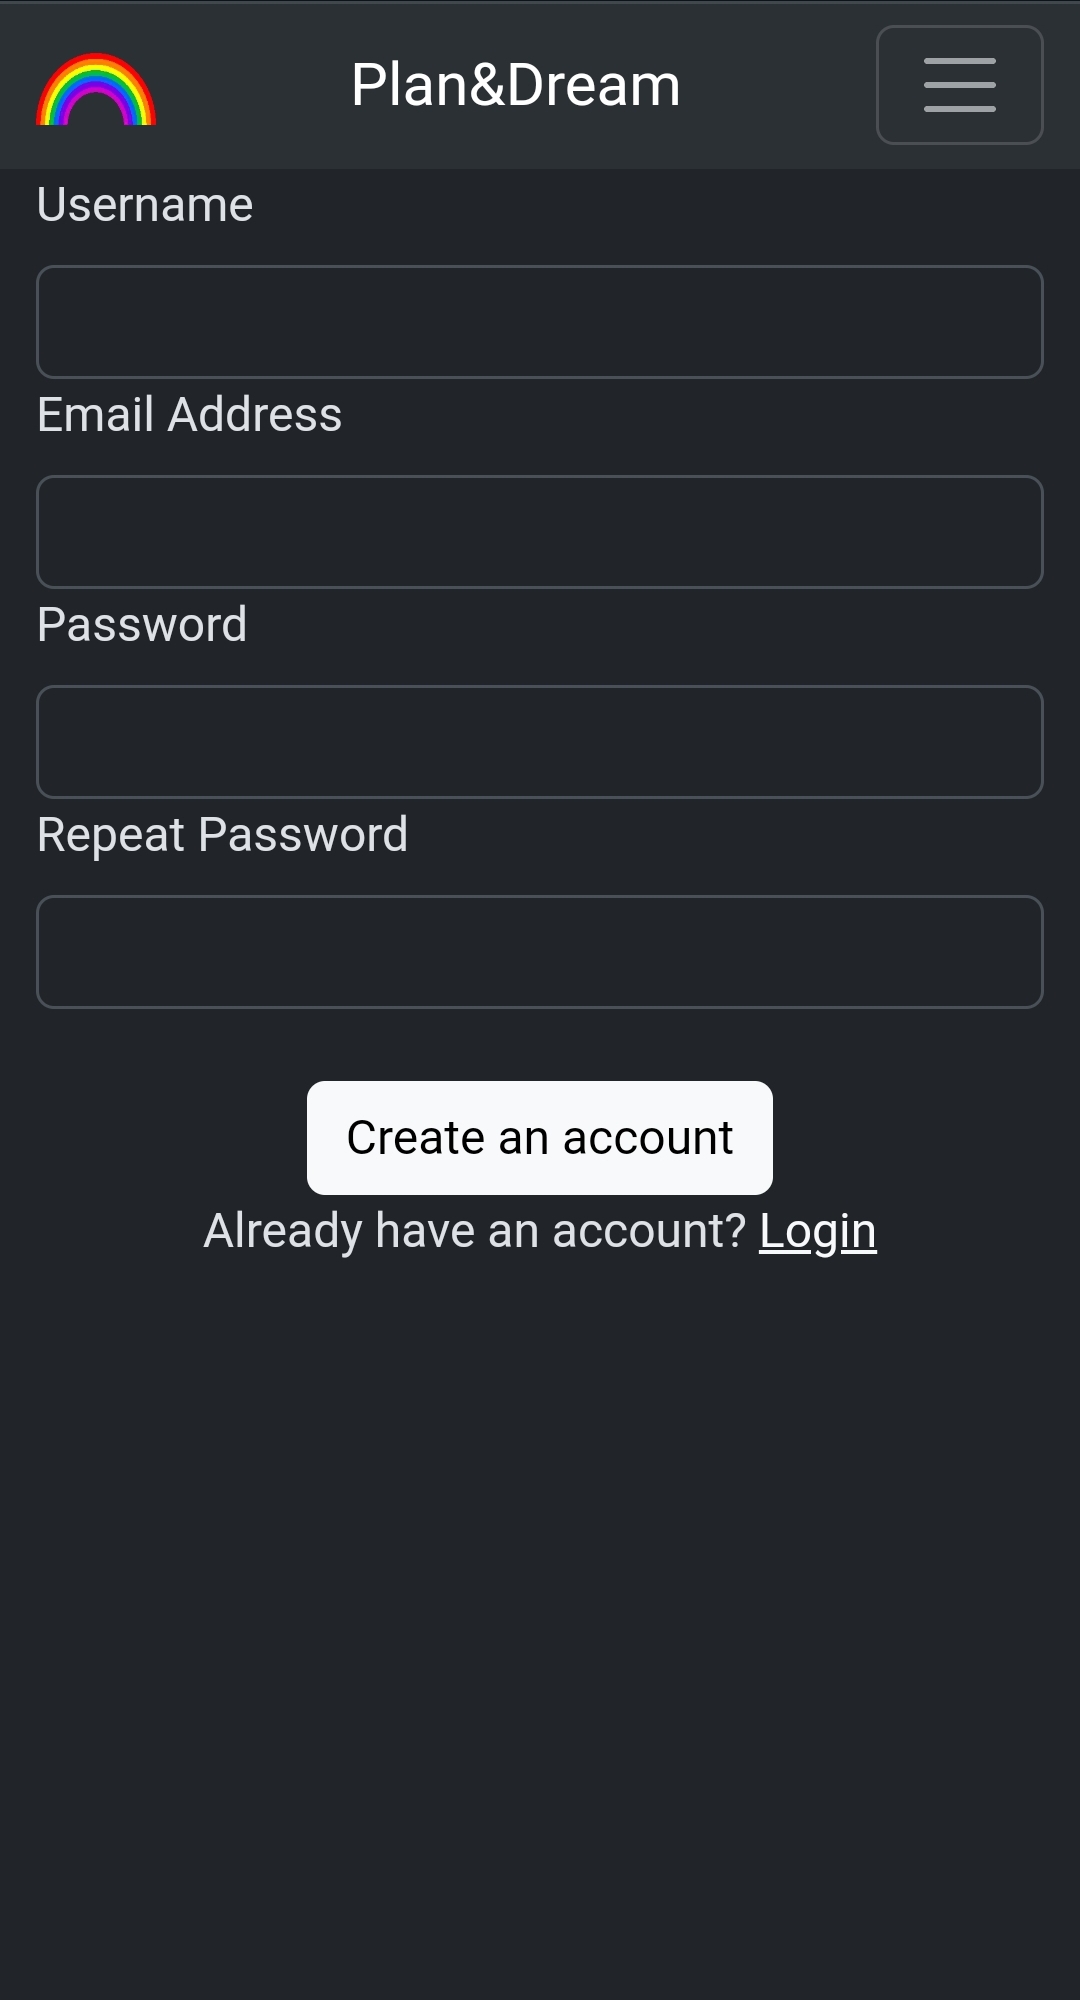 Plan&Dream
Username
Email Address
Password
Repeat Password
Create an account
Already have an account? Login